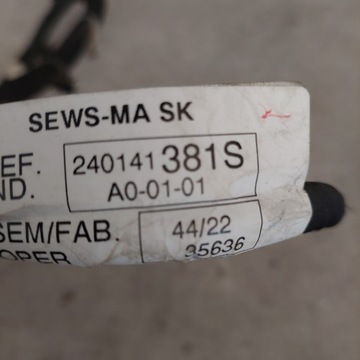 SEWS-MA SK
EF. 240141381S
ND. A0-01-01
SEM/FAB. 44/22
OPER 35636